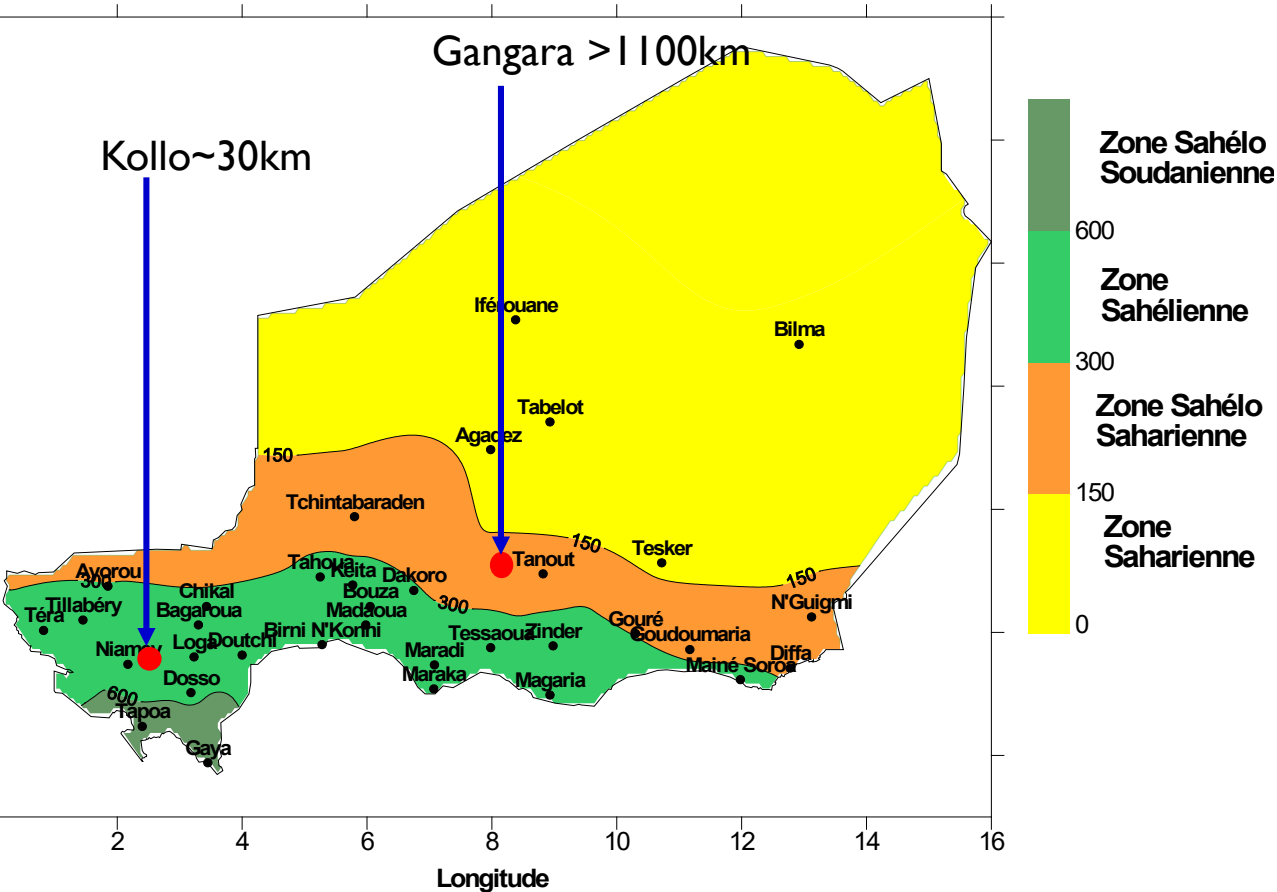 Gangara >1100km
Kollo~30km
Zone Sahélo
Soudanienne
600
Zone
Sahélienne
300
Zone Sahélo
Saharienne
150
Zone
Saharienne
0
Iférouane
Bilma
Tabelot
Agadez
150
Tchintabaraden
150
Tesker
Tanout
Tahoua
Keita
Dakoro
150
Ayorou
300
Chikal
Bouza
300
N'Guigmi
Tillabéry
Bagaroua
Madaoua
Téra
Gouré
Goudoumaria
Birni N'Konni
Tessaoua
Zinder
Niamey
Loga
Doutchi
Maradi
Diffa
Mainé Soroa
Dosso
Maraka
Magaria
600
Tapoa
Gaya
2 4 6 8 10 12 14 16
Longitude